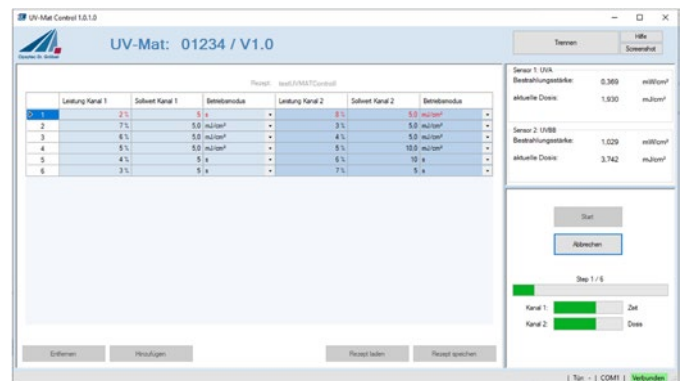 UV-Mat Control 1.0.1.0
UV-Mat: 01234 / V1.0
Trennen
Hilfe
Screenshot
Rezept: testUVMATControl
Leistung Kanal 1 Sollwert Kanal 1 Betriebsmodus Leistung Kanal 2 Sollwert Kanal 2 Betriebsmodus
1 2 % 5 s 8 % 5.0 mJ/cm²
2 7 % 5,0 mJ/cm² 3 % 5,0 mJ/cm²
3 6 % 5,0 mJ/cm² 4 % 5,0 mJ/cm²
4 5 % 5,0 mJ/cm² 5 % 10,0 mJ/cm²
5 4 % 5 s 6 % 10 s
6 3 % 5 s 7 % 5 s
Sensor 1: UVA
Bestrahlungsstärke: 0,369 mW/cm²
aktuelle Dosis: 1,930 mJ/cm²
Sensor 2: UVBB
Bestrahlungsstärke: 1,029 mW/cm²
aktuelle Dosis: 3,742 mJ/cm²
Start
Abbrechen
Step 1 / 6
Kanal 1: Zeit
Kanal 2: Dosis
Entfernen Hinzufügen Rezept laden Rezept speichern
| Tür: - | COM1 | Verbunden